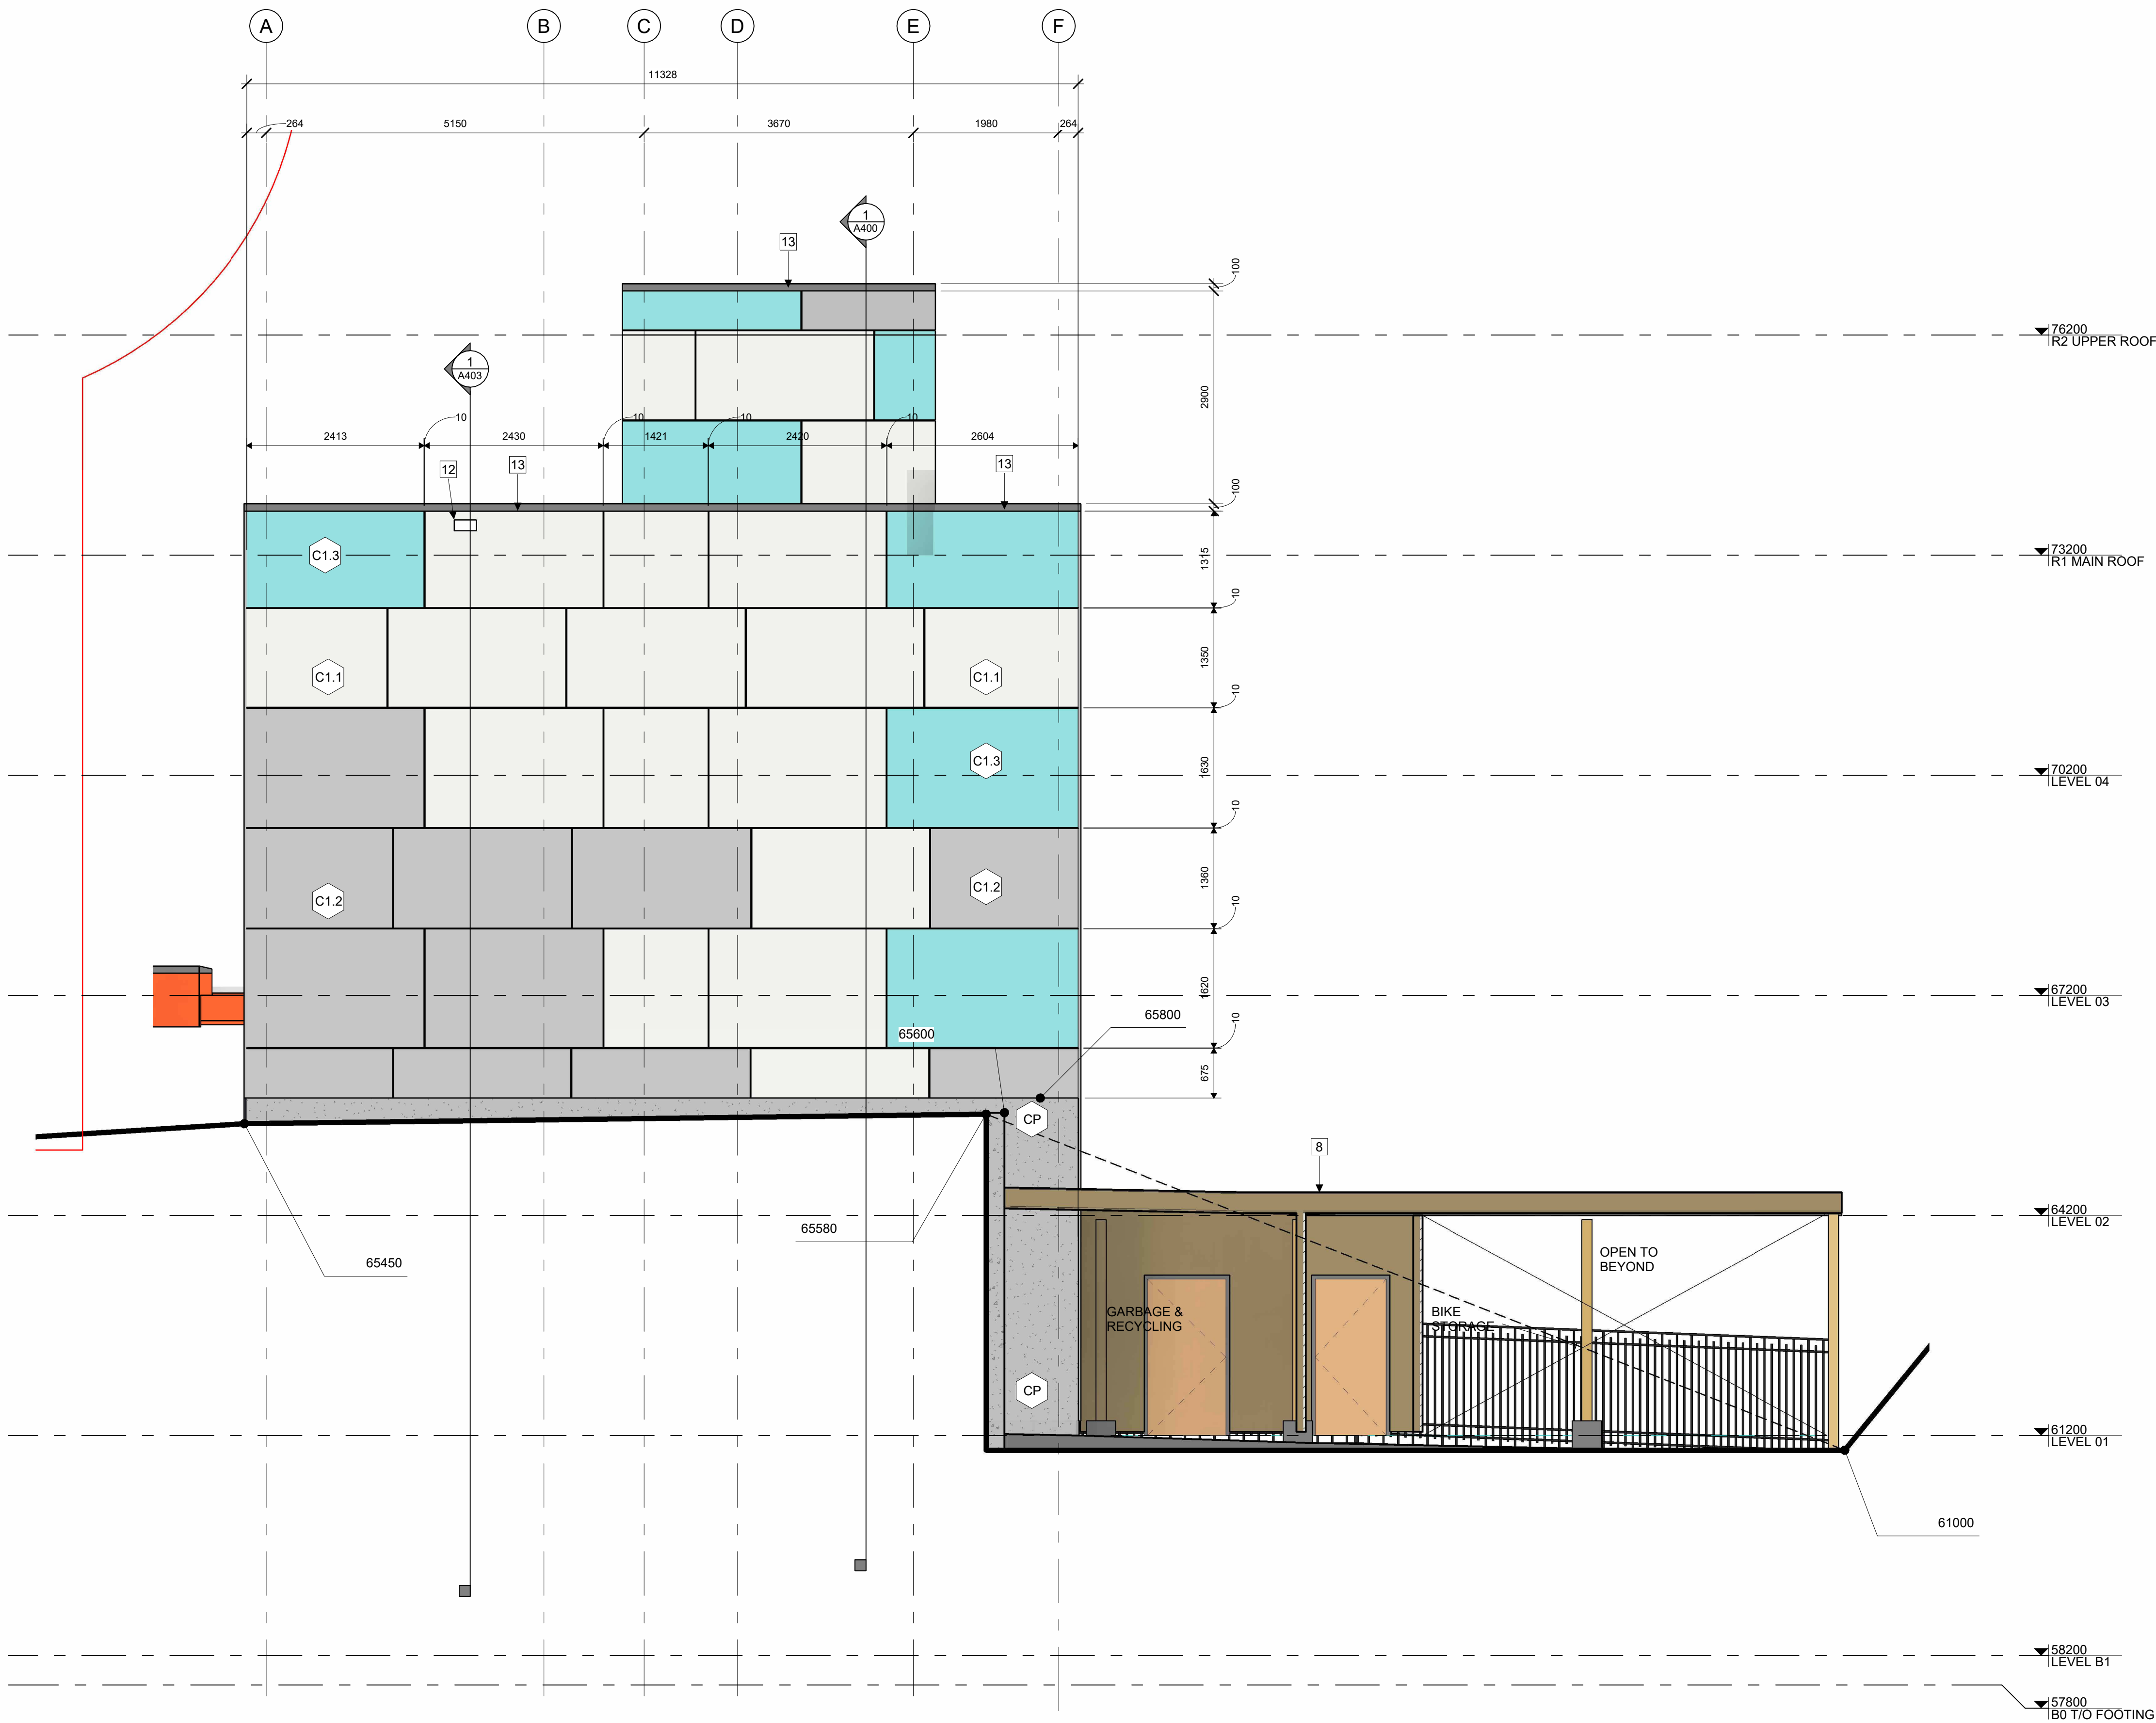 A
B
C
D
E
F
11328
264
5150
3670
1980
264
1
A400
13
100
76200
R2 UPPER ROOF
1
A403
2900
10
10
10
10
2413
2430
1421
2420
2604
12
13
13
100
C1.3
1315
73200
R1 MAIN ROOF
10
C1.1
C1.1
1350
10
C1.3
1630
70200
LEVEL 04
10
C1.2
C1.2
1360
10
1620
67200
LEVEL 03
65600
65800
10
675
CP
8
65580
64200
LEVEL 02
65450
OPEN TO
BEYOND
GARBAGE &
RECYCLING
BIKE
STORAGE
CP
61200
LEVEL 01
61000
58200
LEVEL B1
57800
B0 T/O FOOTING